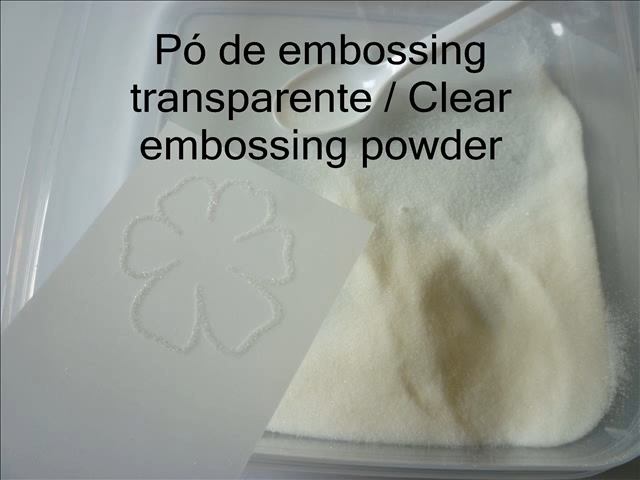 Pó de embossing
transparente / Clear
embossing powder